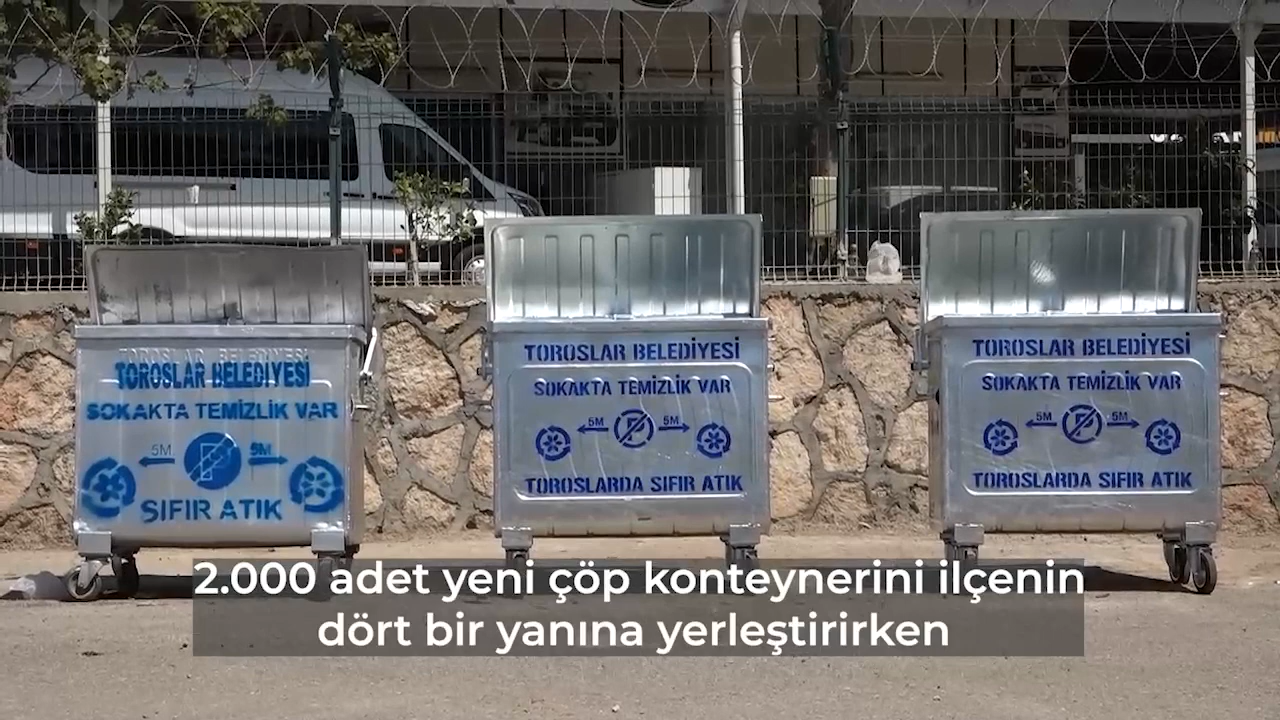 TOROSLAR BELEDİYESİ
SOKAKTA TEMİZLİK VAR
5M P 5M
SIFIR ATIK
TOROSLAR BELEDİYESİ
SOKAKTA TEMİZLİK VAR
5M P 5M
TOROSLARDA SIFIR ATIK
TOROSLAR BELEDİYESİ
SOKAKTA TEMİZLİK VAR
5M P 5M
TOROSLARDA SIFIR ATIK
2.000 adet yeni çöp konteynerini ilçenin
dört bir yanına yerleştirirken